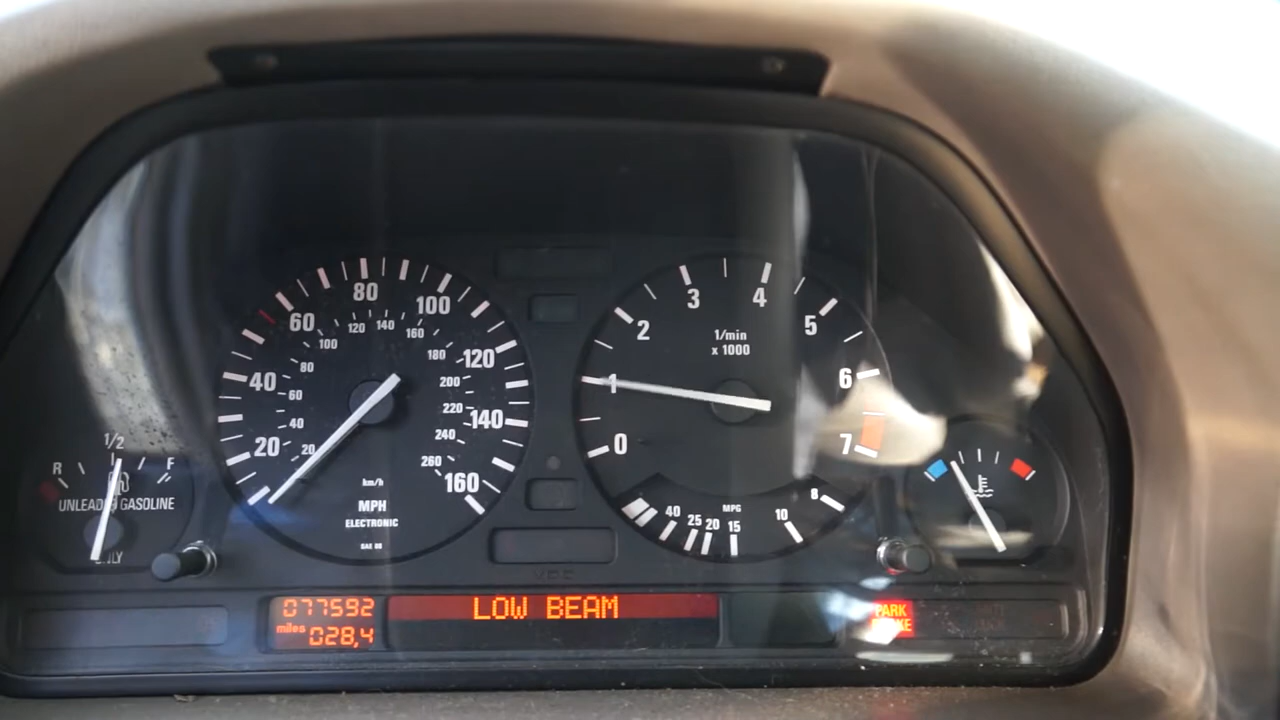 80
60
100
40
120
20
140
160
20
40
60
80
100
120
140
160
180
200
220
240
260
km/h
MPH
ELECTRONIC
0
1
2
3
4
5
6
7
1/min
x 1000
MPG
40
25
20
15
10
8
R
1/2
F
UNLEADED GASOLINE
ONLY
077592
miles
028,4
LOW BEAM
PARK
BRAKE